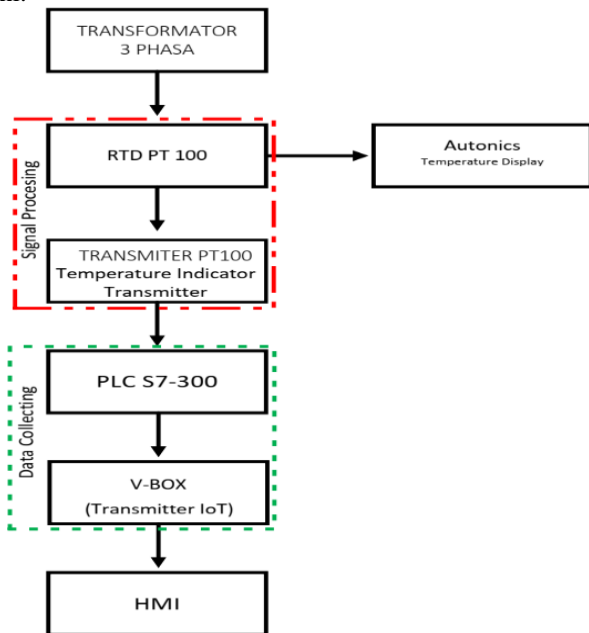 TRANSFORMATOR
3 PHASA
RTD PT 100
Autonics
Temperature Display
Signal Procesing
TRANSMITER PT100
Temperature Indicator
Transmitter
PLC S7-300
Data Collecting
V-BOX
(Transmitter IoT)
HMI